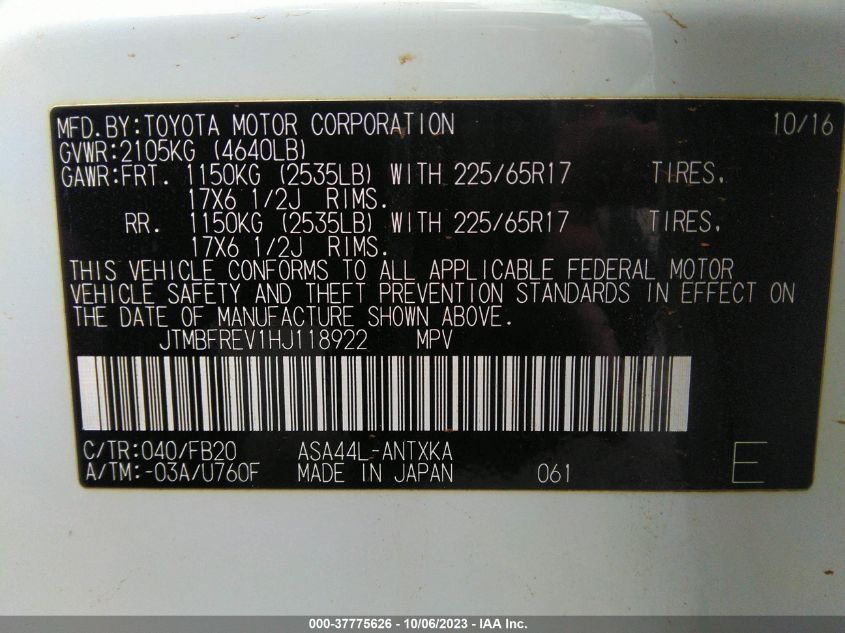 MFD.BY:TOYOTA MOTOR CORPORATION 10/16
GVWR:2105KG (4640LB)
GAWR:FRT. 1150KG (2535LB) WITH 225/65R17 TIRES,
17X6 1/2J RIMS.
RR. 1150KG (2535LB) WITH 225/65R17 TIRES,
17X6 1/2J RIMS.
THIS VEHICLE CONFORMS TO ALL APPLICABLE FEDERAL MOTOR
VEHICLE SAFETY AND THEFT PREVENTION STANDARDS IN EFFECT ON
THE DATE OF MANUFACTURE SHOWN ABOVE.
JTMBFREV1HJ118922 MPV
C/TR:040/FB20 ASA44L-ANTXKA
A/TM:-03A/U760F MADE IN JAPAN 061 E
000-37775626 - 10/06/2023 - IAA Inc.